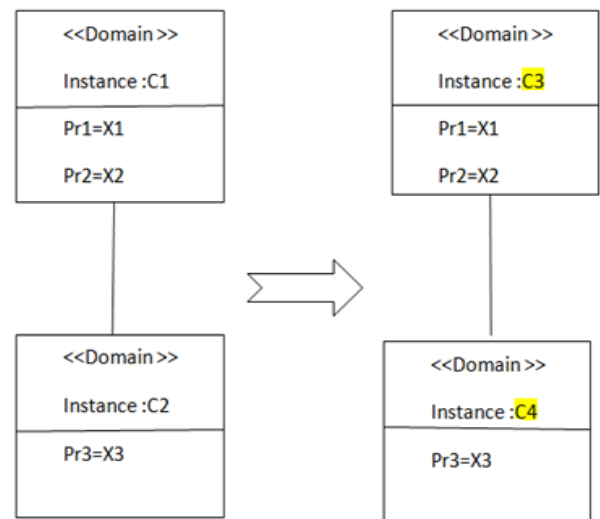 <<Domain>>
Instance :C1
Pr1=X1
Pr2=X2
<<Domain>>
Instance :C2
Pr3=X3
<<Domain>>
Instance :C3
Pr1=X1
Pr2=X2
<<Domain>>
Instance :C4
Pr3=X3